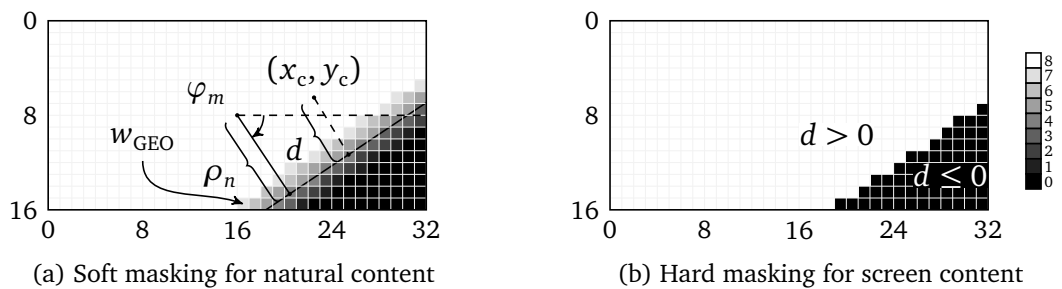 0
8
16
0 8 16 24 32
φₘ
(x_c, y_c)
w_GEO
d
ρₙ
(a) Soft masking for natural content
0
8
16
0 8 16 24 32
d > 0
d ≤ 0
8
7
6
5
4
3
2
1
0
(b) Hard masking for screen content